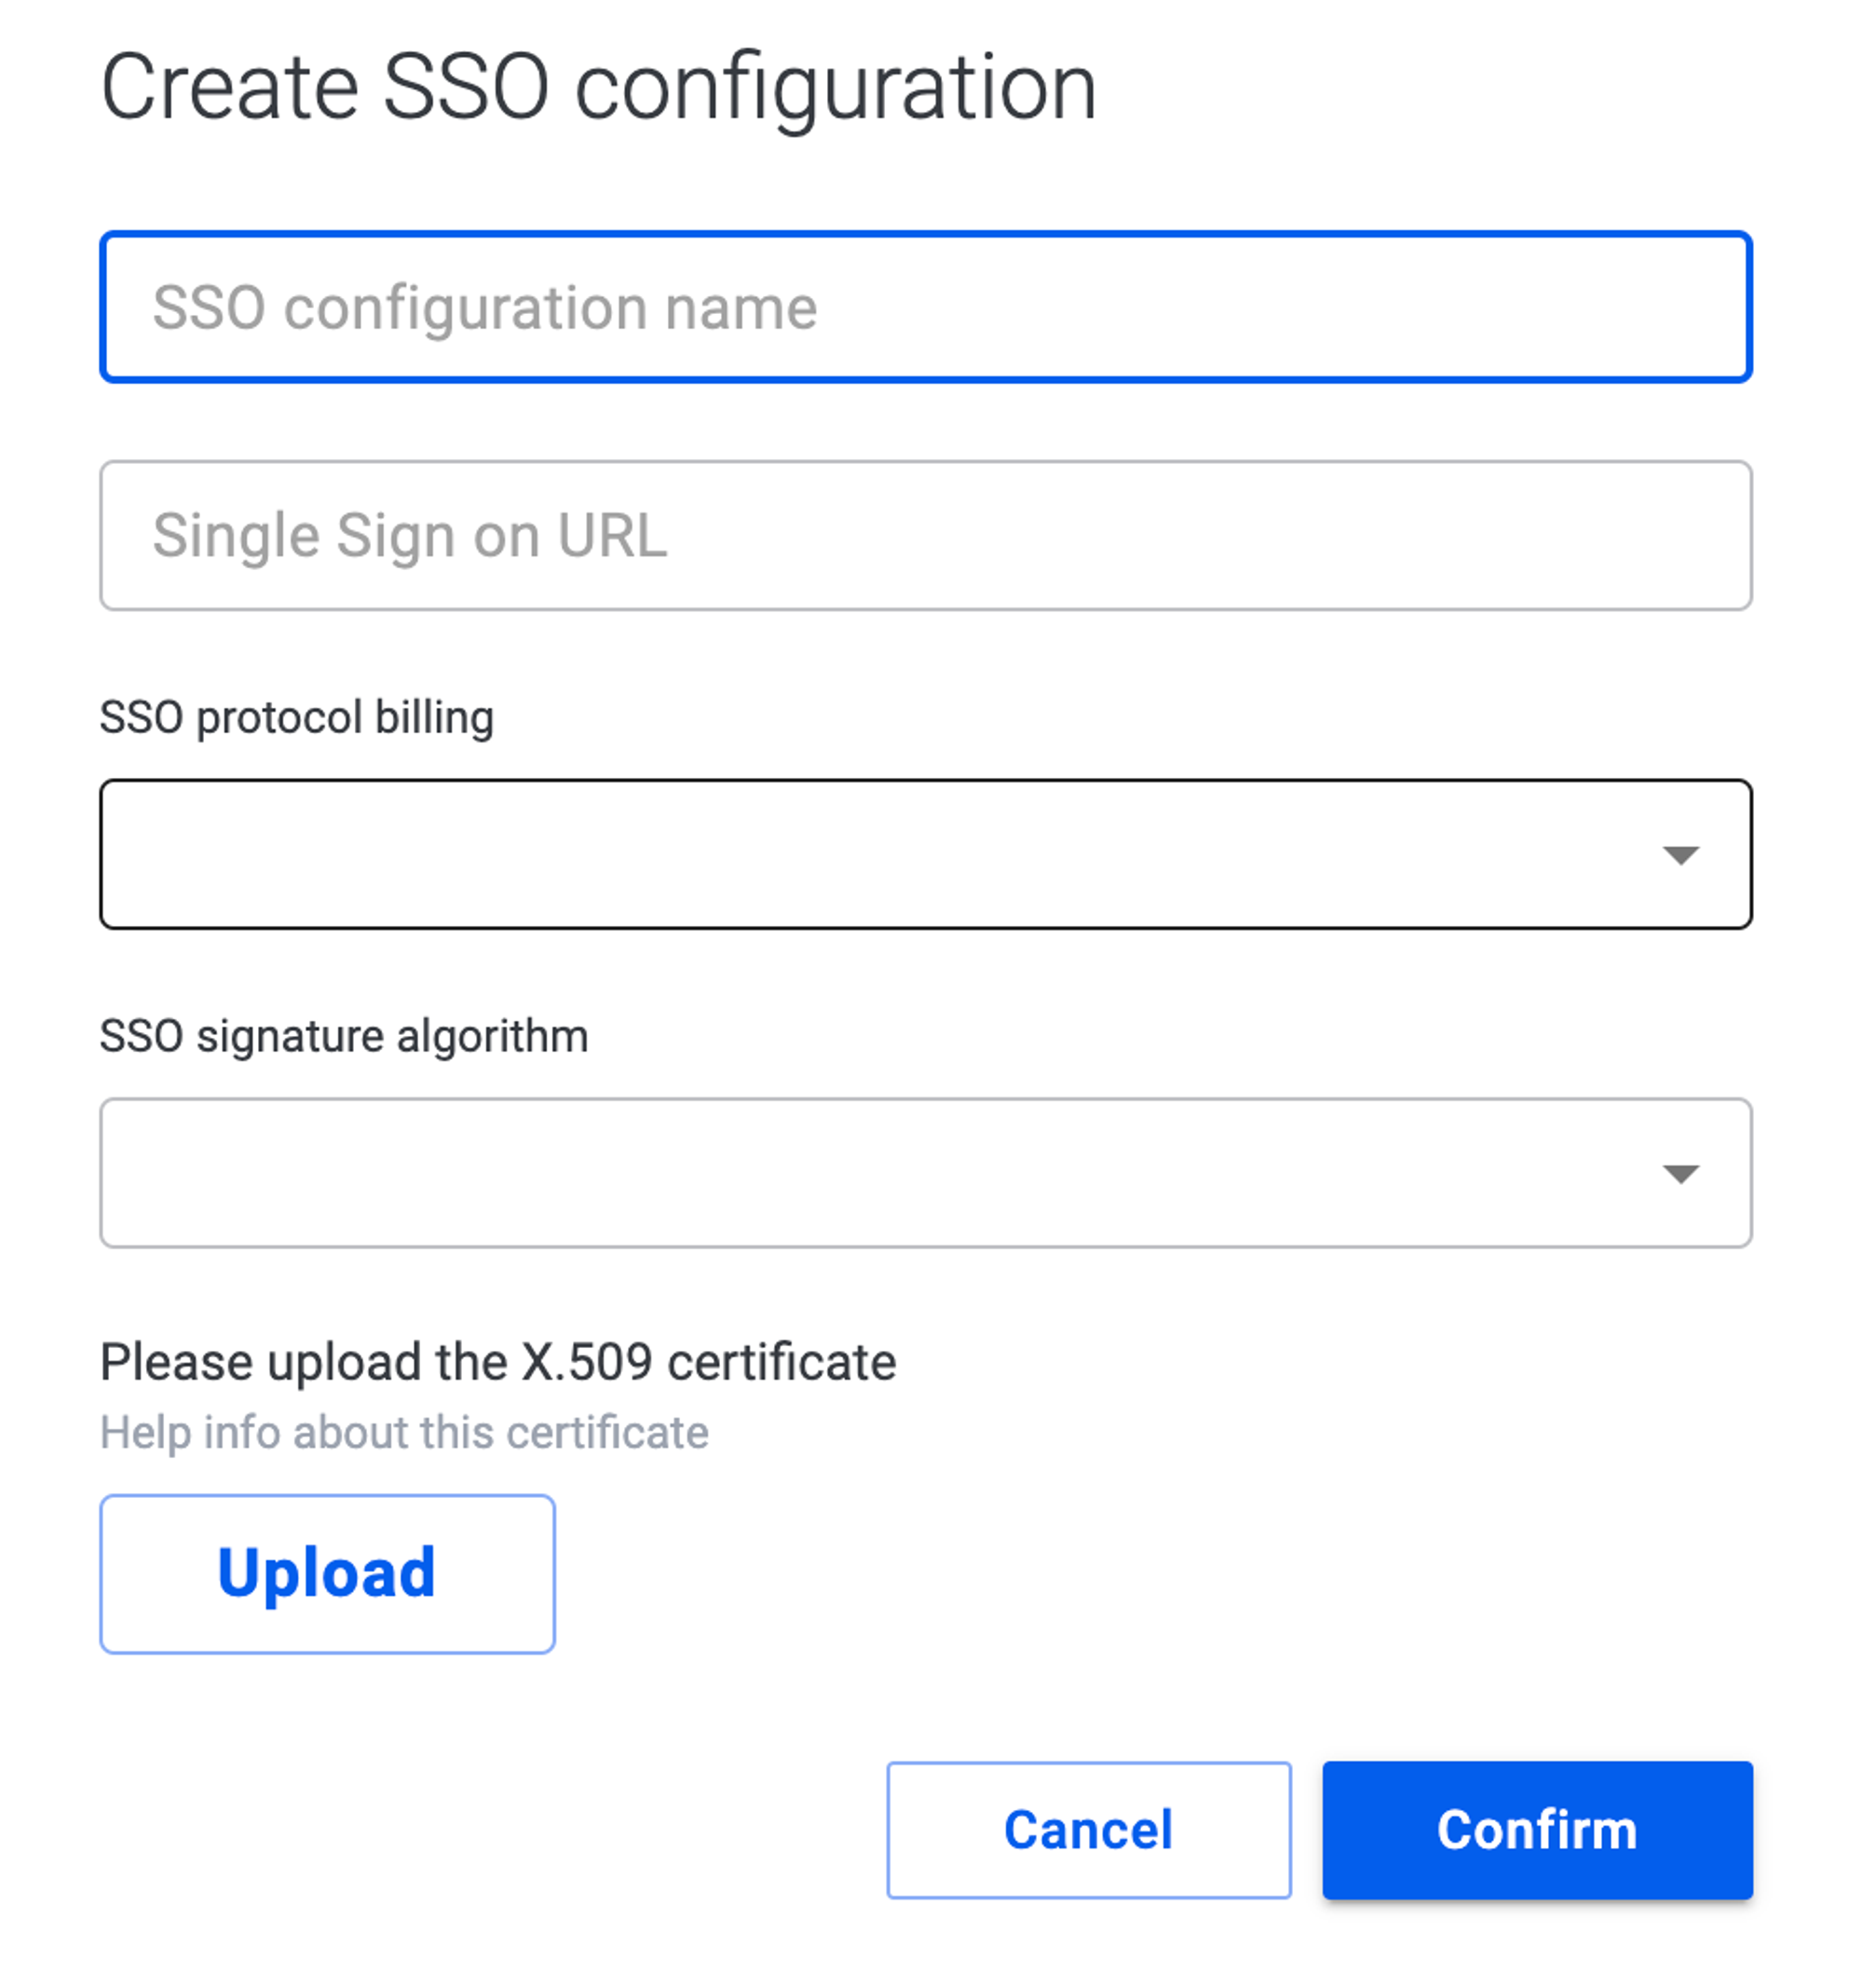 Create SSO configuration
SSO configuration name
Single Sign on URL
SSO protocol billing
SSO signature algorithm
Please upload the X.509 certificate
Help info about this certificate
Upload
Cancel
Confirm